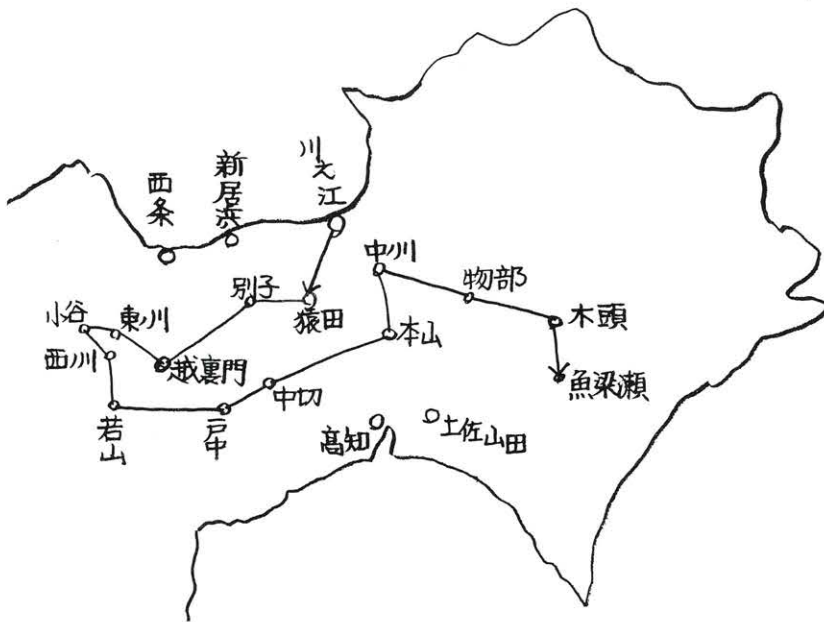 川之江
新居浜
西条
中川
物部
別子
猿田
木頭
小谷
東ノ川
本山
西ノ川
越裏門
中切
魚梁瀬
若山
戸中
高知
土佐山田